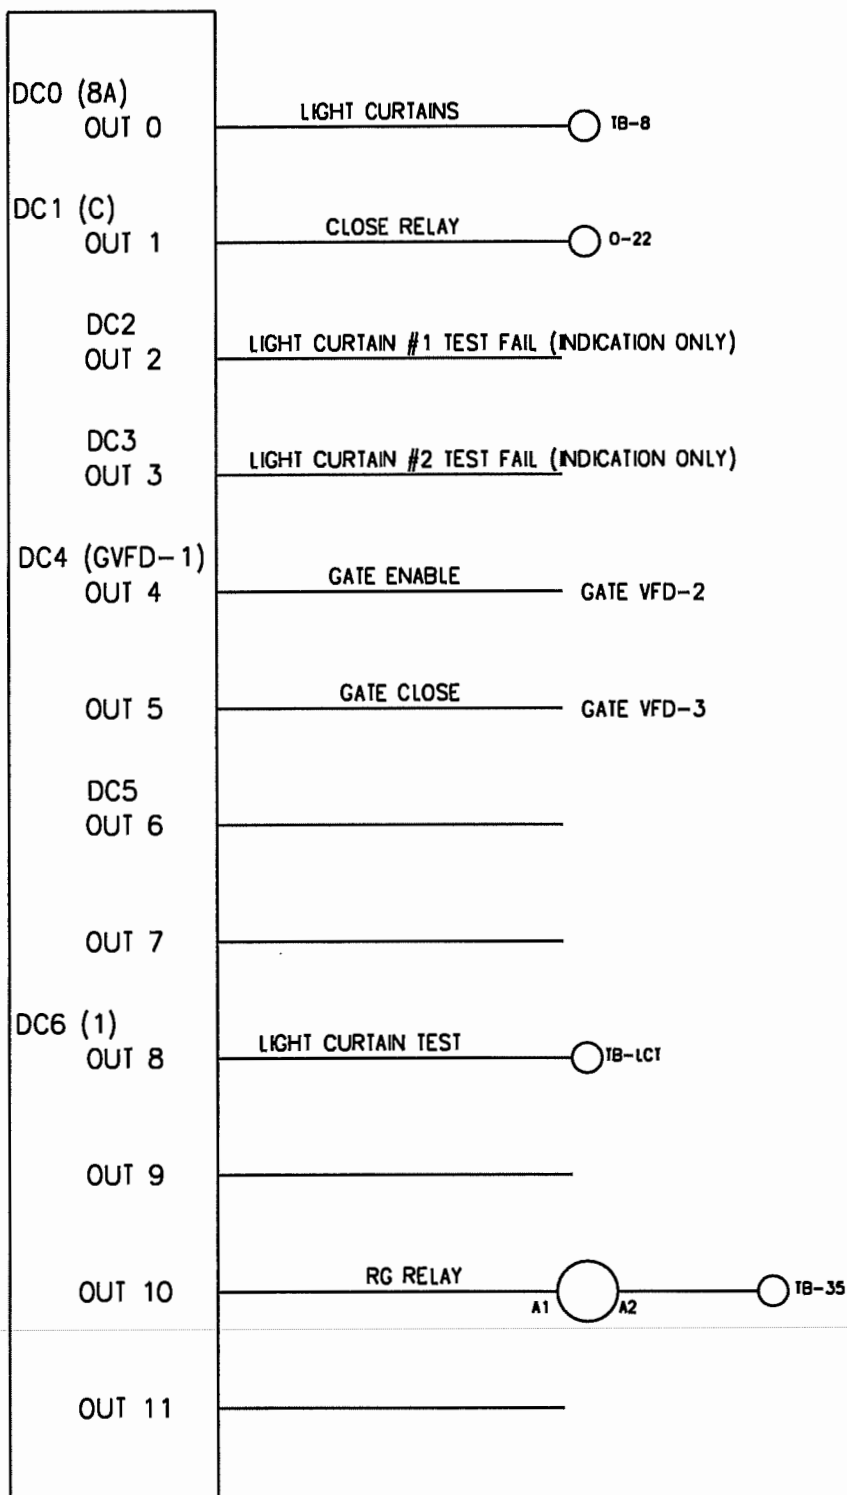 DC0 (8A)
OUT 0 LIGHT CURTAINS TB-8
DC1 (C)
OUT 1 CLOSE RELAY O-22
DC2
OUT 2 LIGHT CURTAIN #1 TEST FAIL (INDICATION ONLY)
DC3
OUT 3 LIGHT CURTAIN #2 TEST FAIL (INDICATION ONLY)
DC4 (GVFD-1)
OUT 4 GATE ENABLE GATE VFD-2
OUT 5 GATE CLOSE GATE VFD-3
DC5
OUT 6
OUT 7
DC6 (1)
OUT 8 LIGHT CURTAIN TEST TB-LCT
OUT 9
OUT 10 RG RELAY A1 A2 TB-35
OUT 11